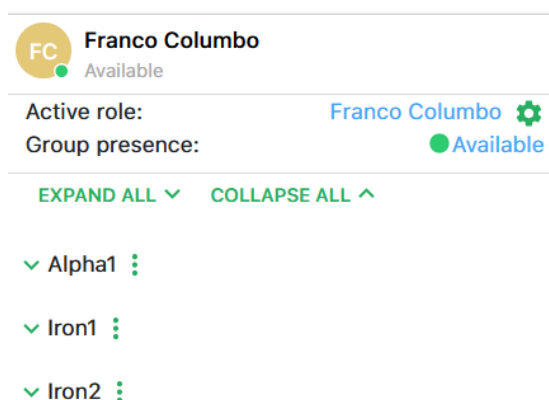 FC
Franco Columbo
Available
Active role: Franco Columbo
Group presence: Available
EXPAND ALL COLLAPSE ALL
Alpha1
Iron1
Iron2